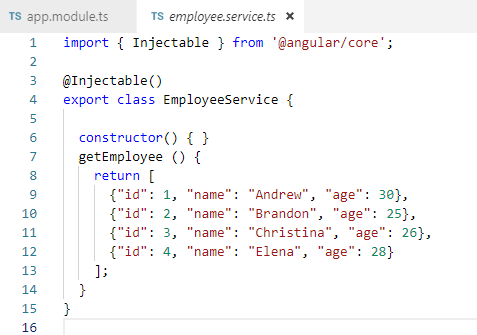 TS app.module.ts TS employee.service.ts ×
1 import { Injectable } from '@angular/core';
2
3 @Injectable()
4 export class EmployeeService {
5
6 constructor() { }
7 getEmployee () {
8 return [
9 {"id": 1, "name": "Andrew", "age": 30},
10 {"id": 2, "name": "Brandon", "age": 25},
11 {"id": 3, "name": "Christina", "age": 26},
12 {"id": 4, "name": "Elena", "age": 28}
13 ];
14 }
15 }
16